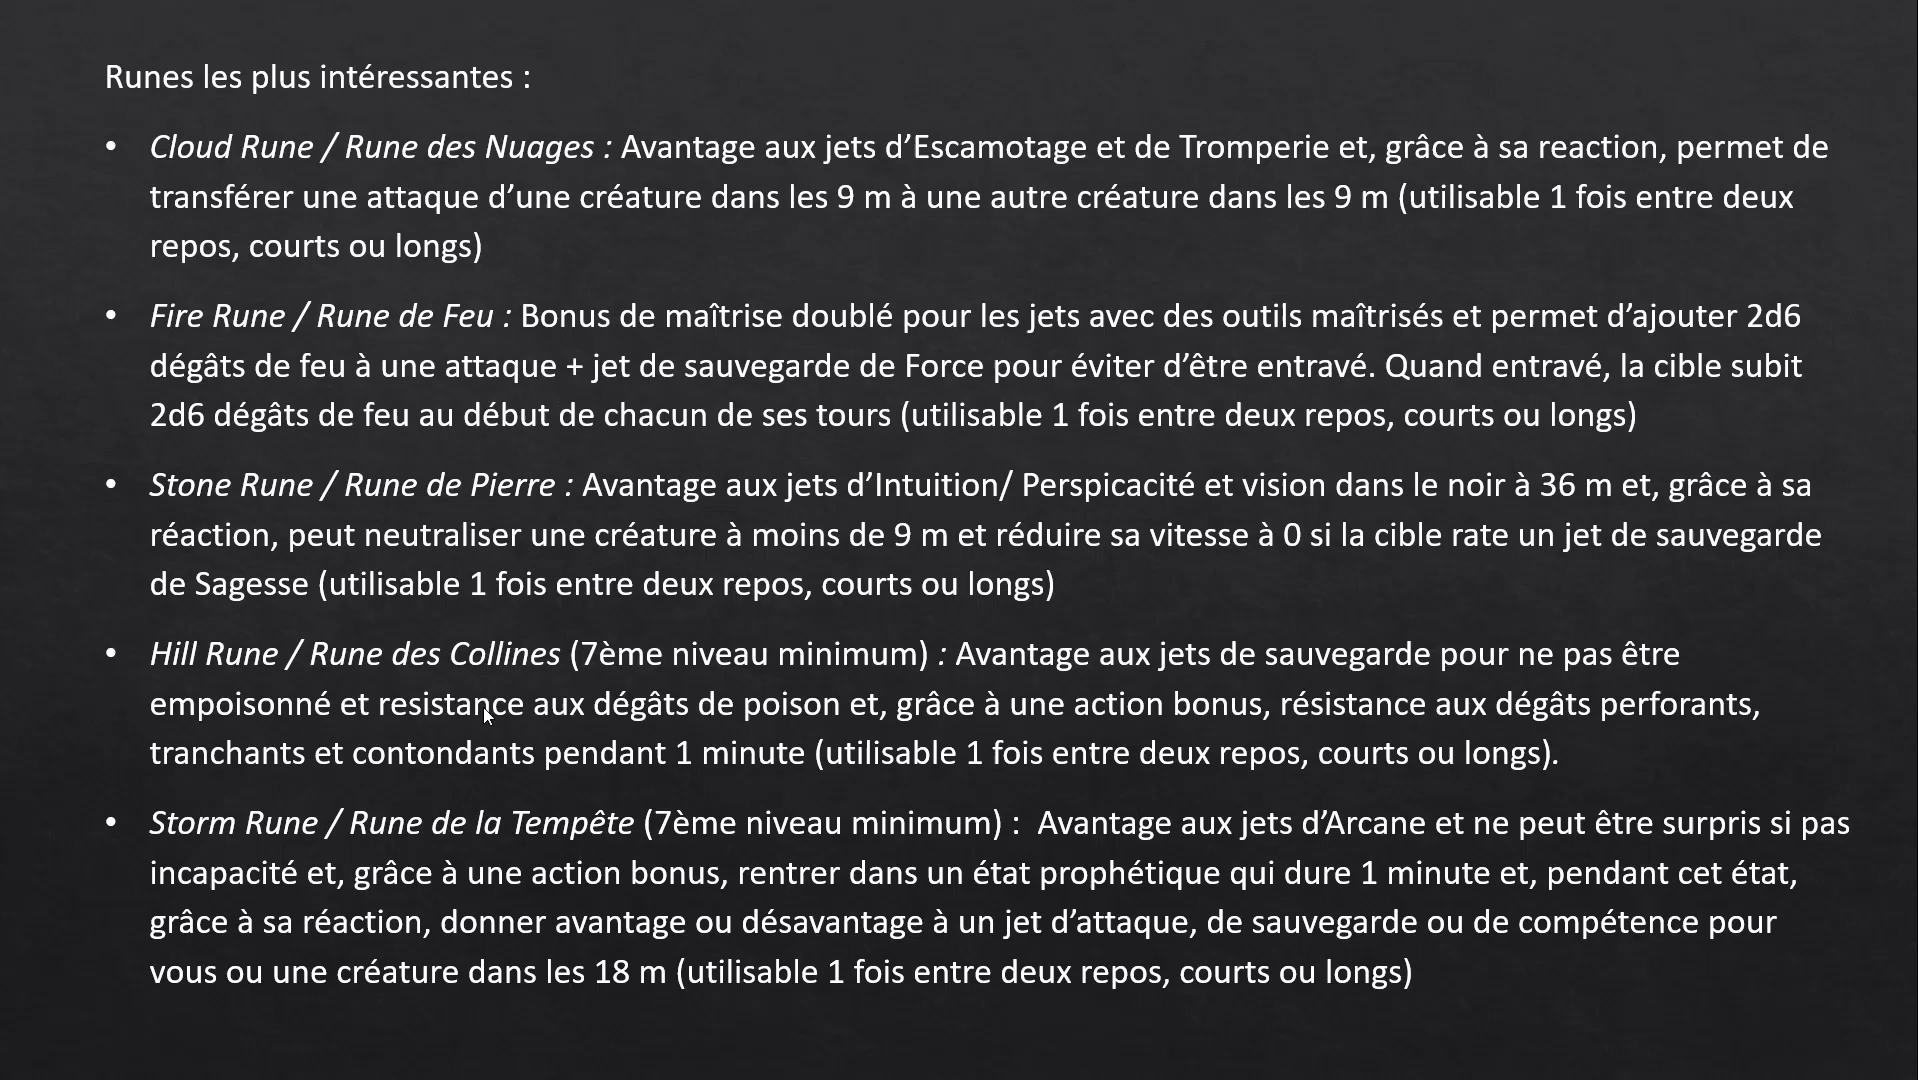 Runes les plus intéressantes :
• Cloud Rune / Rune des Nuages : Avantage aux jets d’Escamotage et de Tromperie et, grâce à sa reaction, permet de
transférer une attaque d’une créature dans les 9 m à une autre créature dans les 9 m (utilisable 1 fois entre deux
repos, courts ou longs)
• Fire Rune / Rune de Feu : Bonus de maîtrise doublé pour les jets avec des outils maîtrisés et permet d’ajouter 2d6
dégâts de feu à une attaque + jet de sauvegarde de Force pour éviter d’être entravé. Quand entravé, la cible subit
2d6 dégâts de feu au début de chacun de ses tours (utilisable 1 fois entre deux repos, courts ou longs)
• Stone Rune / Rune de Pierre : Avantage aux jets d’Intuition/ Perspicacité et vision dans le noir à 36 m et, grâce à sa
réaction, peut neutraliser une créature à moins de 9 m et réduire sa vitesse à 0 si la cible rate un jet de sauvegarde
de Sagesse (utilisable 1 fois entre deux repos, courts ou longs)
• Hill Rune / Rune des Collines (7ème niveau minimum) : Avantage aux jets de sauvegarde pour ne pas être
empoisonné et resistance aux dégâts de poison et, grâce à une action bonus, résistance aux dégâts perforants,
tranchants et contondants pendant 1 minute (utilisable 1 fois entre deux repos, courts ou longs).
• Storm Rune / Rune de la Tempête (7ème niveau minimum) :  Avantage aux jets d’Arcane et ne peut être surpris si pas
incapacité et, grâce à une action bonus, rentrer dans un état prophétique qui dure 1 minute et, pendant cet état,
grâce à sa réaction, donner avantage ou désavantage à un jet d’attaque, de sauvegarde ou de compétence pour
vous ou une créature dans les 18 m (utilisable 1 fois entre deux repos, courts ou longs)